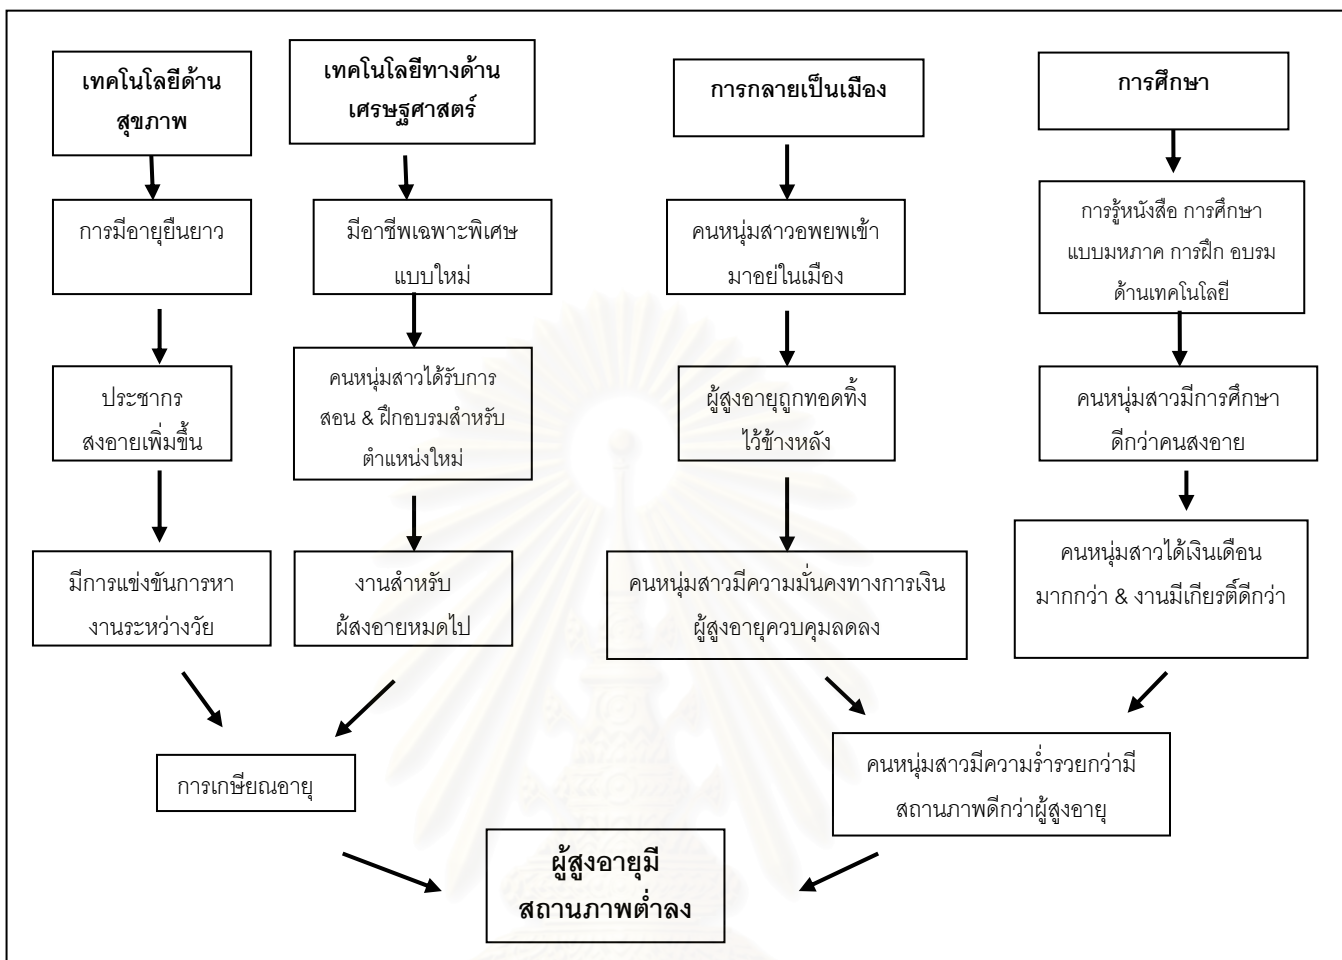 เทคโนโลยีด้าน
สุขภาพ
เทคโนโลยีทางด้าน
เศรษฐศาสตร์
การกลายเป็นเมือง
การศึกษา
การมีอายุยืนยาว
มีอาชีพเฉพาะพิเศษ
แบบใหม่
คนหนุ่มสาวอพยพเข้า
มาอย่ในเมือง
การรู้หนังสือ การศึกษา
แบบมหภาค การฝึก อบรม
ด้านเทคโนโลยี
ประชากร
สงอายเพิ่มขึ้น
คนหนุ่มสาวได้รับการ
สอน & ฝึกอบรมสำหรับ
ตำแหน่งใหม่
ผู้สูงอายุถูกทอดทิ้ง
ไว้ข้างหลัง
คนหนุ่มสาวมีการศึกษา
ดีกว่าคนสงอาย
มีการแข่งขันการหา
งานระหว่างวัย
งานสำหรับ
ผ้สงอายหมดไป
คนหนุ่มสาวมีความมั่นคงทางการเงิน
ผู้สูงอายุควบคุมลดลง
คนหนุ่มสาวได้เงินเดือน
มากกว่า & งานมีเกียรติ์ดีกว่า
การเกษียณอายุ
คนหนุ่มสาวมีความร่ำรวยกว่ามี
สถานภาพดีกว่าผู้สูงอายุ
ผู้สูงอายุมี
สถานภาพต่ำลง